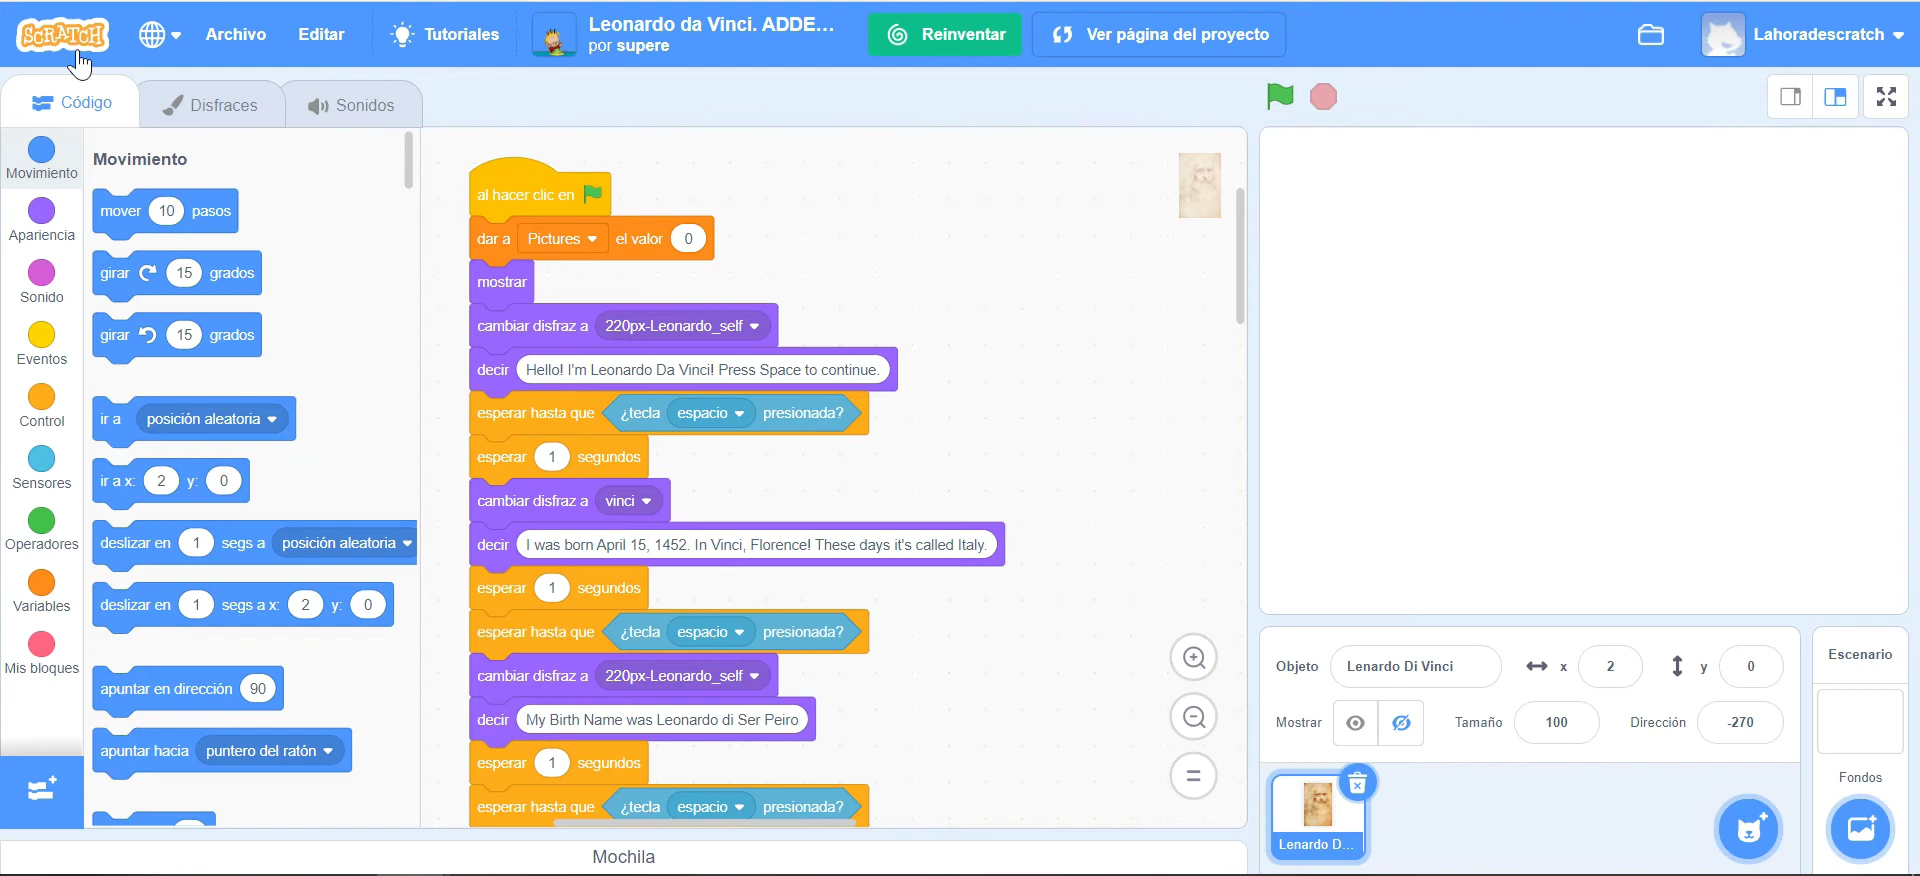 SCRATCH
Archivo
Editar
Tutoriales
Leonardo da Vinci. ADDE...
por supere
Reinventar
Ver página del proyecto
Lahoradescratch
Código
Disfraces
Sonidos
Movimiento
Apariencia
Sonido
Eventos
Control
Sensores
Operadores
Variables
Mis bloques
Movimiento
mover 10 pasos
girar 15 grados
girar 15 grados
ir a posición aleatoria
ir a x: 2 y: 0
deslizar en 1 segs a posición aleatoria
deslizar en 1 segs a x: 2 y: 0
apuntar en dirección 90
apuntar hacia puntero del ratón
al hacer clic en
dar a Pictures el valor 0
mostrar
cambiar disfraz a 220px-Leonardo_self
decir Hello! I'm Leonardo Da Vinci! Press Space to continue.
esperar hasta que ¿tecla espacio presionada?
esperar 1 segundos
cambiar disfraz a vinci
decir I was born April 15, 1452. In Vinci, Florence! These days it's called Italy.
esperar 1 segundos
esperar hasta que ¿tecla espacio presionada?
cambiar disfraz a 220px-Leonardo_self
decir My Birth Name was Leonardo di Ser Peiro
esperar 1 segundos
esperar hasta que ¿tecla espacio presionada?
Mochila
Objeto Lenardo Di Vinci x 2 y 0
Mostrar Tamaño 100 Dirección -270
Lenardo D...
Escenario
Fondos